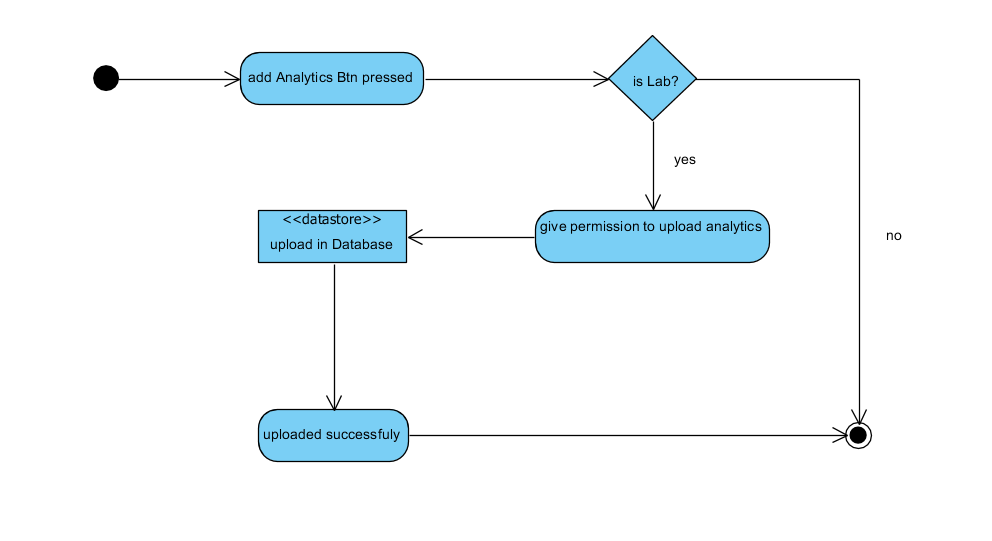 add Analytics Btn pressed
is Lab?
yes
<<datastore>>
upload in Database
give permission to upload analytics
no
uploaded successfuly